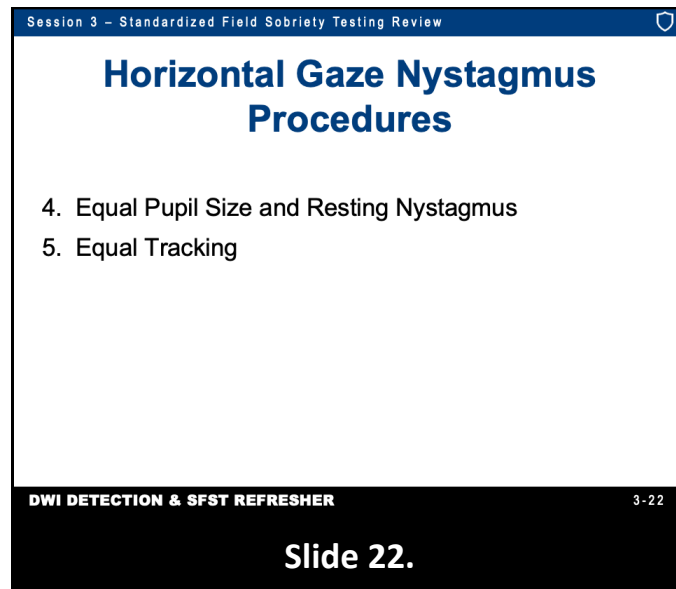 Session 3 – Standardized Field Sobriety Testing Review
Horizontal Gaze Nystagmus
Procedures
4. Equal Pupil Size and Resting Nystagmus
5. Equal Tracking
DWI DETECTION & SFST REFRESHER 3-22
Slide 22.